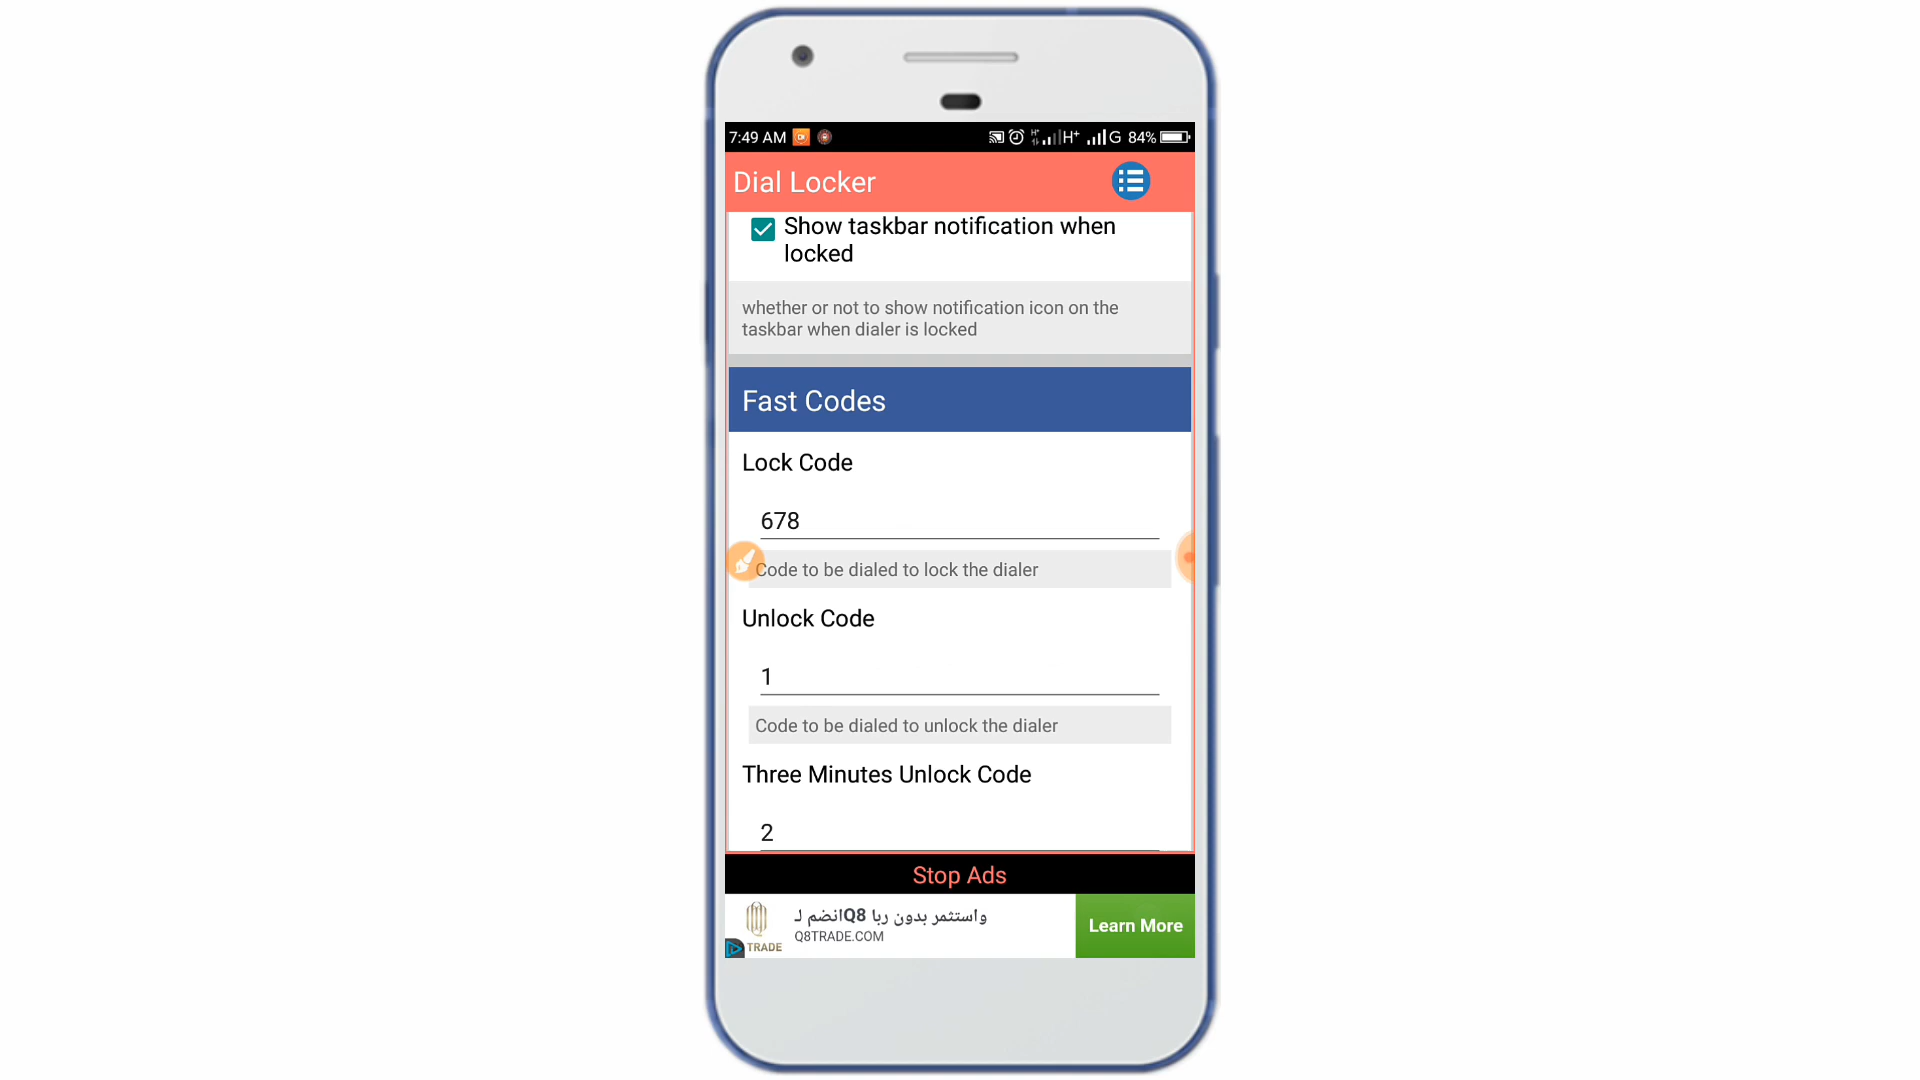 7:49 AM H+ H+ G 84%
Dial Locker
Show taskbar notification when
locked
whether or not to show notification icon on the
taskbar when dialer is locked
Fast Codes
Lock Code
678
Code to be dialed to lock the dialer
Unlock Code
1
Code to be dialed to unlock the dialer
Three Minutes Unlock Code
2
Stop Ads
انضم لـ Q8 واستثمر بدون ربا
Q8TRADE.COM
TRADE
Learn More